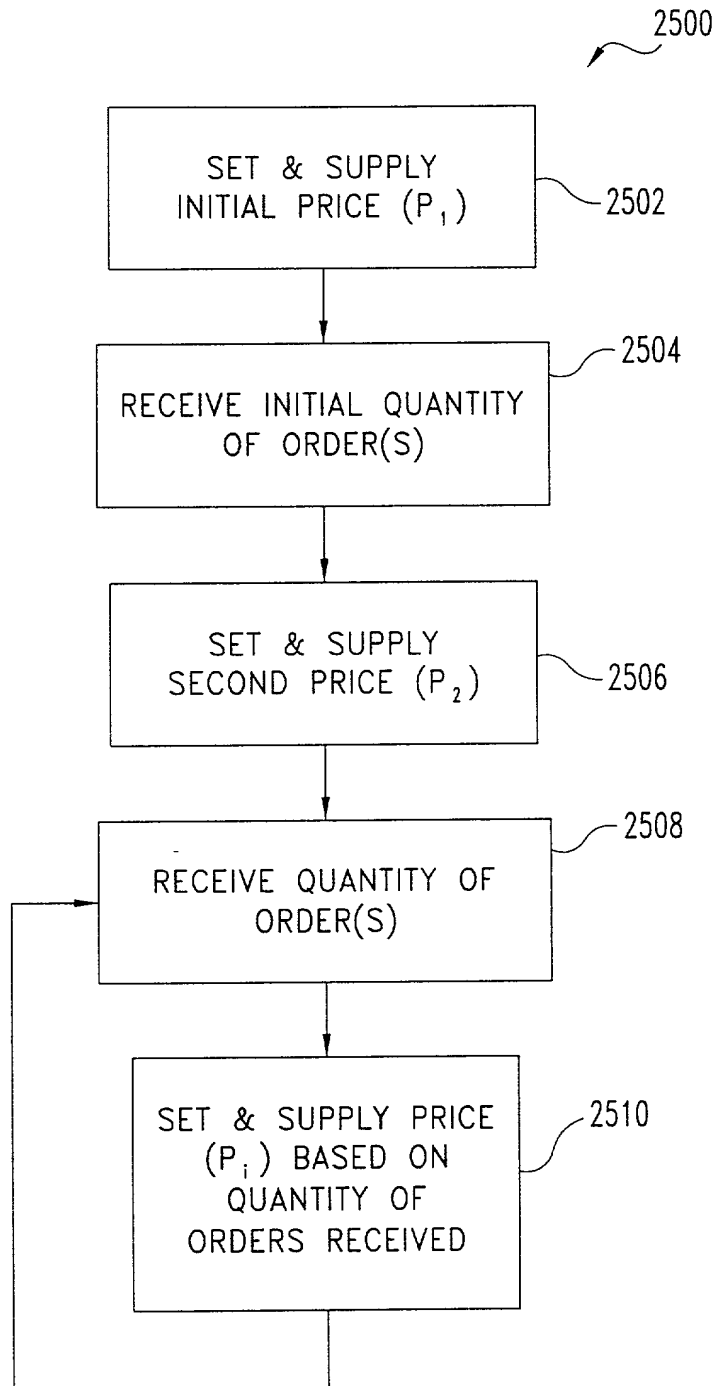 2500
SET & SUPPLY
INITIAL PRICE (P₁)
2502
2504
RECEIVE INITIAL QUANTITY
OF ORDER(S)
SET & SUPPLY
SECOND PRICE (P₂)
2506
2508
RECEIVE QUANTITY OF
ORDER(S)
SET & SUPPLY PRICE
(Pᵢ) BASED ON
QUANTITY OF
ORDERS RECEIVED
2510